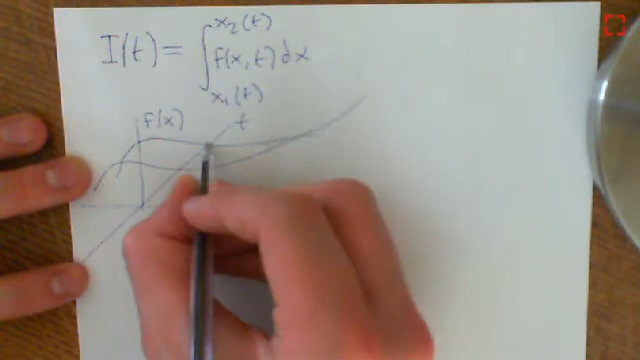 I(t) = ∫_{x₁(t)}^{x₂(t)} f(x, t) dx
f(x)
t